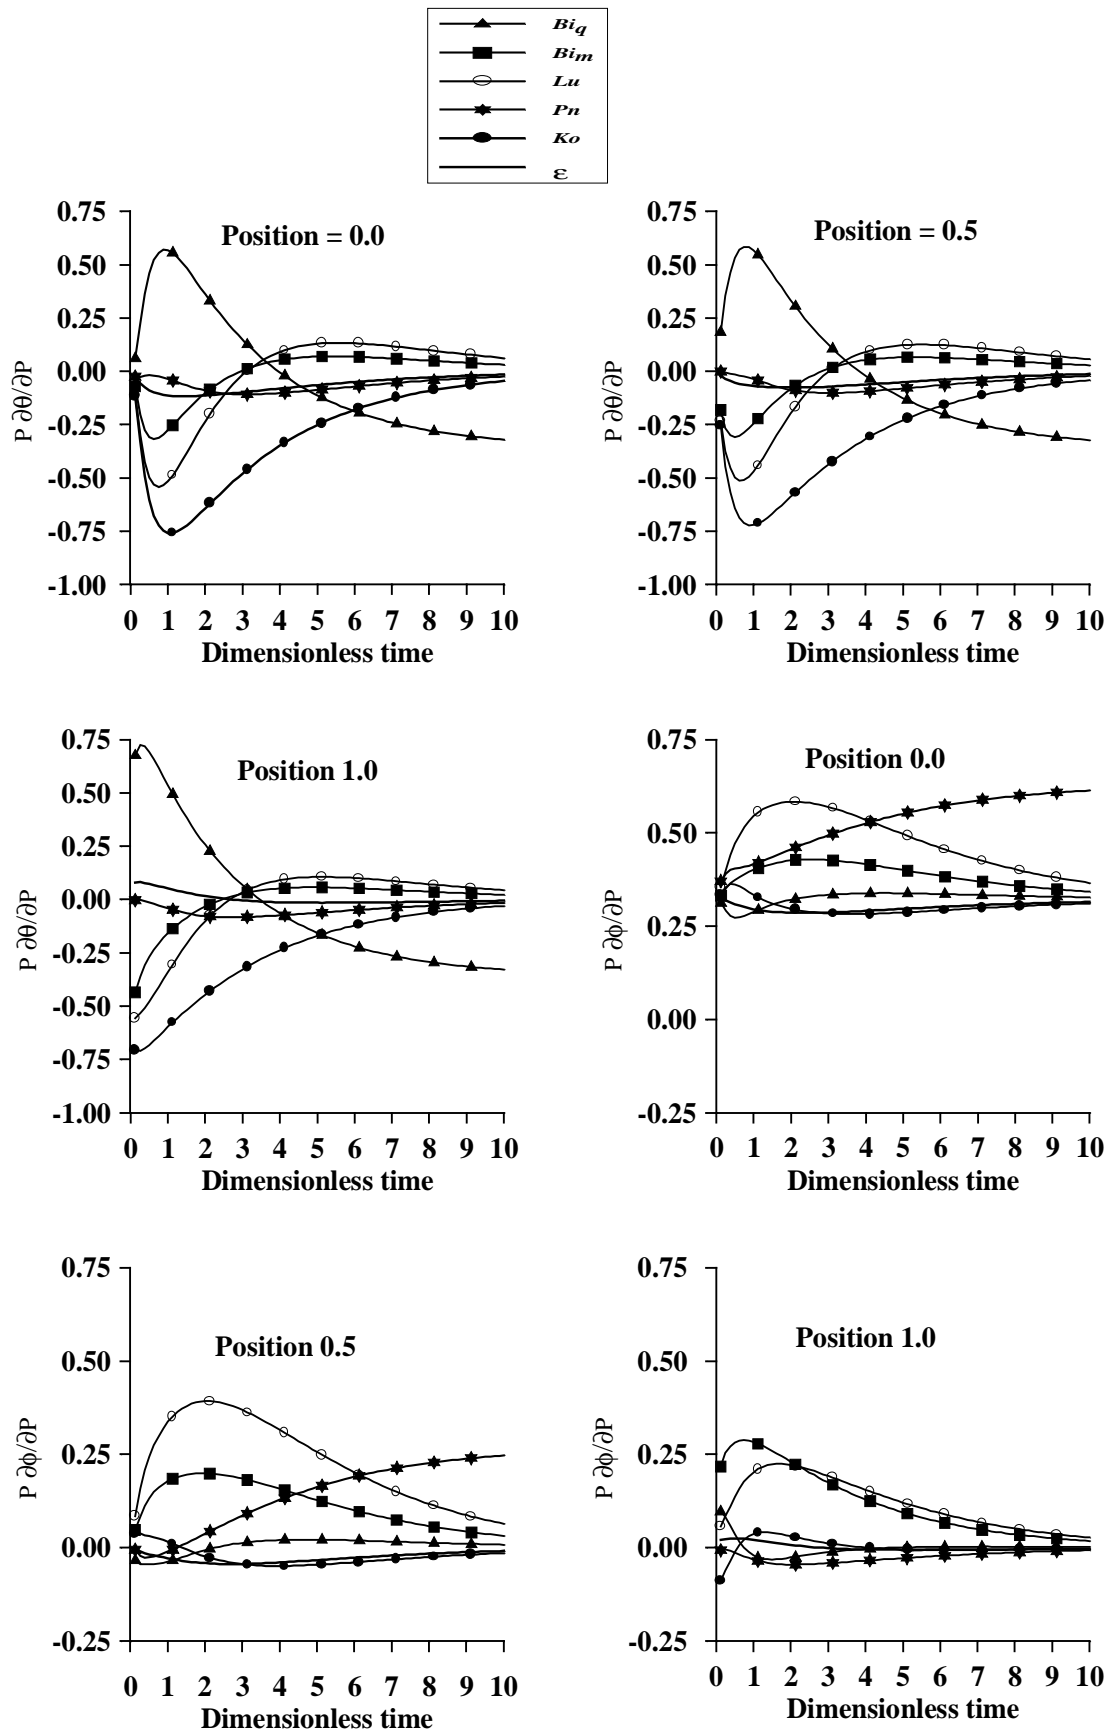 Bi_q
Bi_m
Lu
Pn
Ko
ε
Position = 0.0
0.75
0.50
0.25
0.00
-0.25
-0.50
-0.75
-1.00
P ∂θ/∂P
0 1 2 3 4 5 6 7 8 9 10
Dimensionless time
Position = 0.5
0.75
0.50
0.25
0.00
-0.25
-0.50
-0.75
-1.00
P ∂θ/∂P
0 1 2 3 4 5 6 7 8 9 10
Dimensionless time
Position 1.0
0.75
0.50
0.25
0.00
-0.25
-0.50
-0.75
-1.00
P ∂θ/∂P
0 1 2 3 4 5 6 7 8 9 10
Dimensionless time
Position 0.0
0.75
0.50
0.25
0.00
-0.25
P ∂ϕ/∂P
0 1 2 3 4 5 6 7 8 9 10
Dimensionless time
Position 0.5
0.75
0.50
0.25
0.00
-0.25
P ∂ϕ/∂P
0 1 2 3 4 5 6 7 8 9 10
Dimensionless time
Position 1.0
0.75
0.50
0.25
0.00
-0.25
P ∂ϕ/∂P
0 1 2 3 4 5 6 7 8 9 10
Dimensionless time